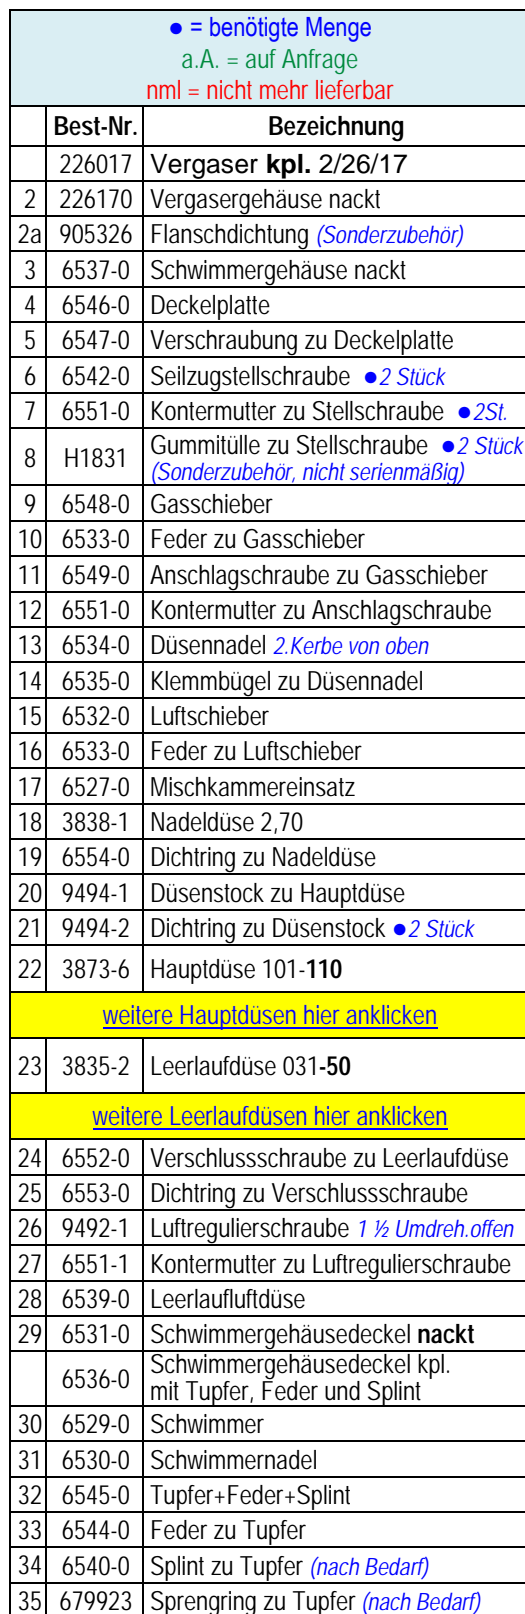 ● = benötigte Menge
a.A. = auf Anfrage
nml = nicht mehr lieferbar
Best-Nr. Bezeichnung
226017 Vergaser kpl. 2/26/17
2 226170 Vergasergehäuse nackt
2a 905326 Flanschdichtung (Sonderzubehör)
3 6537-0 Schwimmergehäuse nackt
4 6546-0 Deckelplatte
5 6547-0 Verschraubung zu Deckelplatte
6 6542-0 Seilzugstellschraube ●2 Stück
7 6551-0 Kontermutter zu Stellschraube ●2St.
8 H1831 Gummitülle zu Stellschraube ●2 Stück
(Sonderzubehör, nicht serienmäßig)
9 6548-0 Gasschieber
10 6533-0 Feder zu Gasschieber
11 6549-0 Anschlagschraube zu Gasschieber
12 6551-0 Kontermutter zu Anschlagschraube
13 6534-0 Düsennadel 2.Kerbe von oben
14 6535-0 Klemmbügel zu Düsennadel
15 6532-0 Luftschieber
16 6533-0 Feder zu Luftschieber
17 6527-0 Mischkammereinsatz
18 3838-1 Nadeldüse 2,70
19 6554-0 Dichtring zu Nadeldüse
20 9494-1 Düsenstock zu Hauptdüse
21 9494-2 Dichtring zu Düsenstock ●2 Stück
22 3873-6 Hauptdüse 101-110
weitere Hauptdüsen hier anklicken
23 3835-2 Leerlaufdüse 031-50
weitere Leerlaufdüsen hier anklicken
24 6552-0 Verschlussschraube zu Leerlaufdüse
25 6553-0 Dichtring zu Verschlussschraube
26 9492-1 Luftregulierschraube 1 ½ Umdreh.offen
27 6551-1 Kontermutter zu Luftregulierschraube
28 6539-0 Leerlaufluftdüse
29 6531-0 Schwimmergehäusedeckel nackt
6536-0 Schwimmergehäusedeckel kpl.
mit Tupfer, Feder und Splint
30 6529-0 Schwimmer
31 6530-0 Schwimmernadel
32 6545-0 Tupfer+Feder+Splint
33 6544-0 Feder zu Tupfer
34 6540-0 Splint zu Tupfer (nach Bedarf)
35 679923 Sprengring zu Tupfer (nach Bedarf)